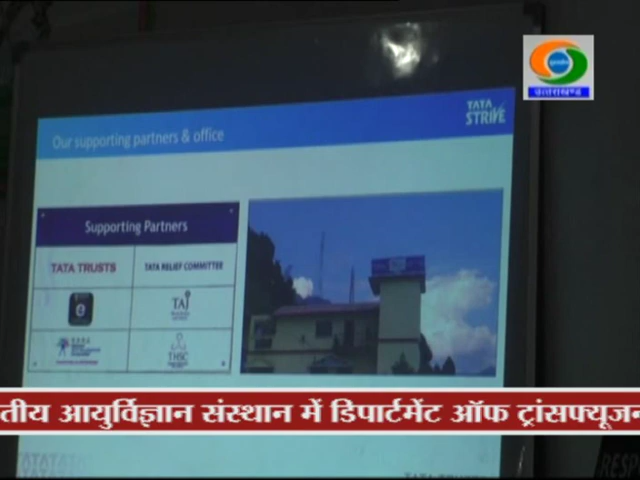 उत्तराखण्ड
Our supporting partners & office
TATA
STRIVE
Supporting Partners
TATA TRUSTS
TATA RELIEF COMMITTEE
TAJ
THSC
तीय आयुर्विज्ञान संस्थान में डिपार्टमेंट ऑफ ट्रांसफ्यूजन